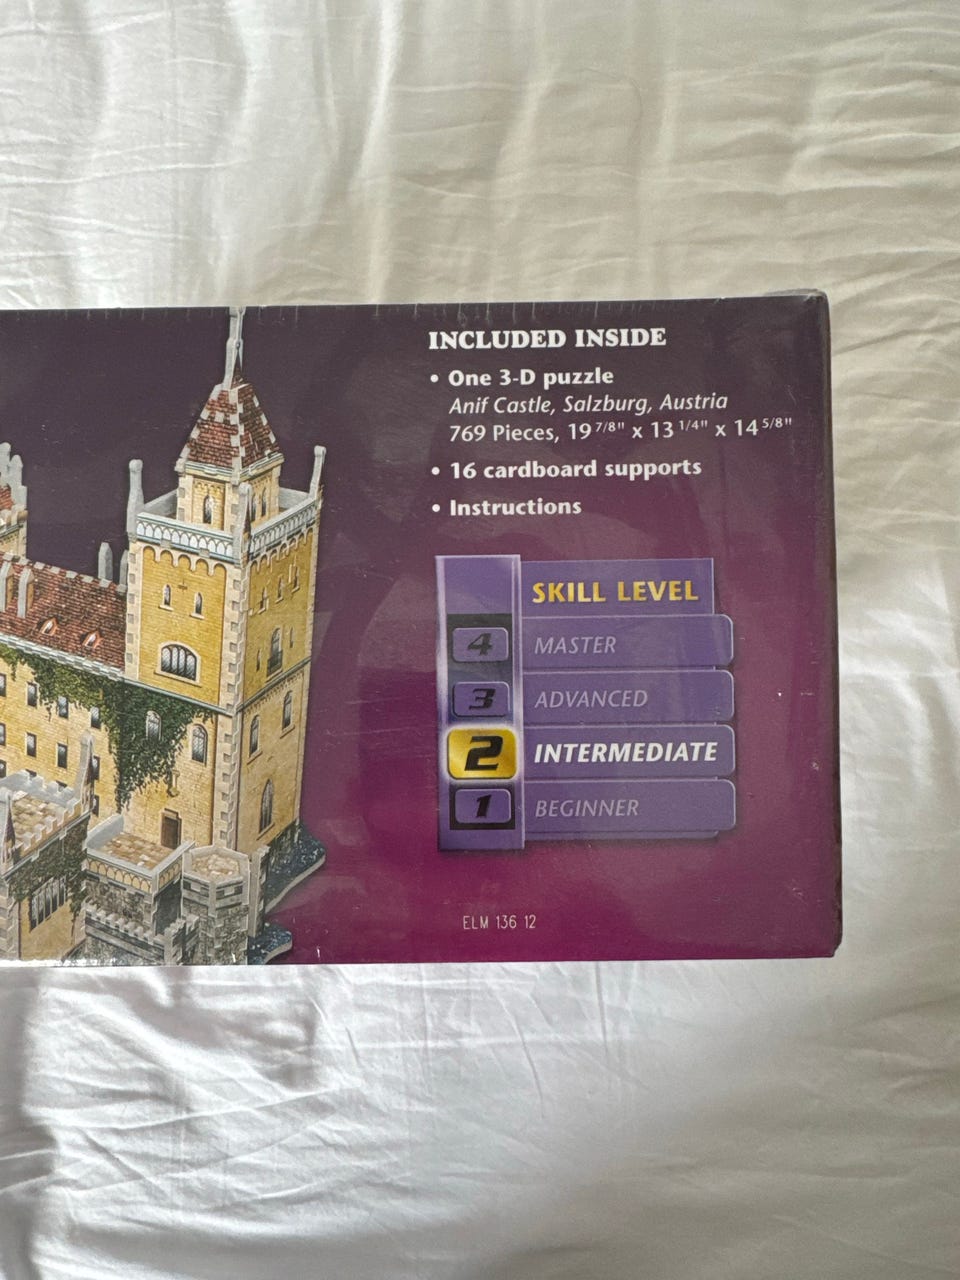 INCLUDED INSIDE
• One 3-D puzzle
Anif Castle, Salzburg, Austria
769 Pieces, 19 7/8" x 13 1/4" x 14 5/8"
• 16 cardboard supports
• Instructions
SKILL LEVEL
4 MASTER
3 ADVANCED
2 INTERMEDIATE
1 BEGINNER
ELM 136 12